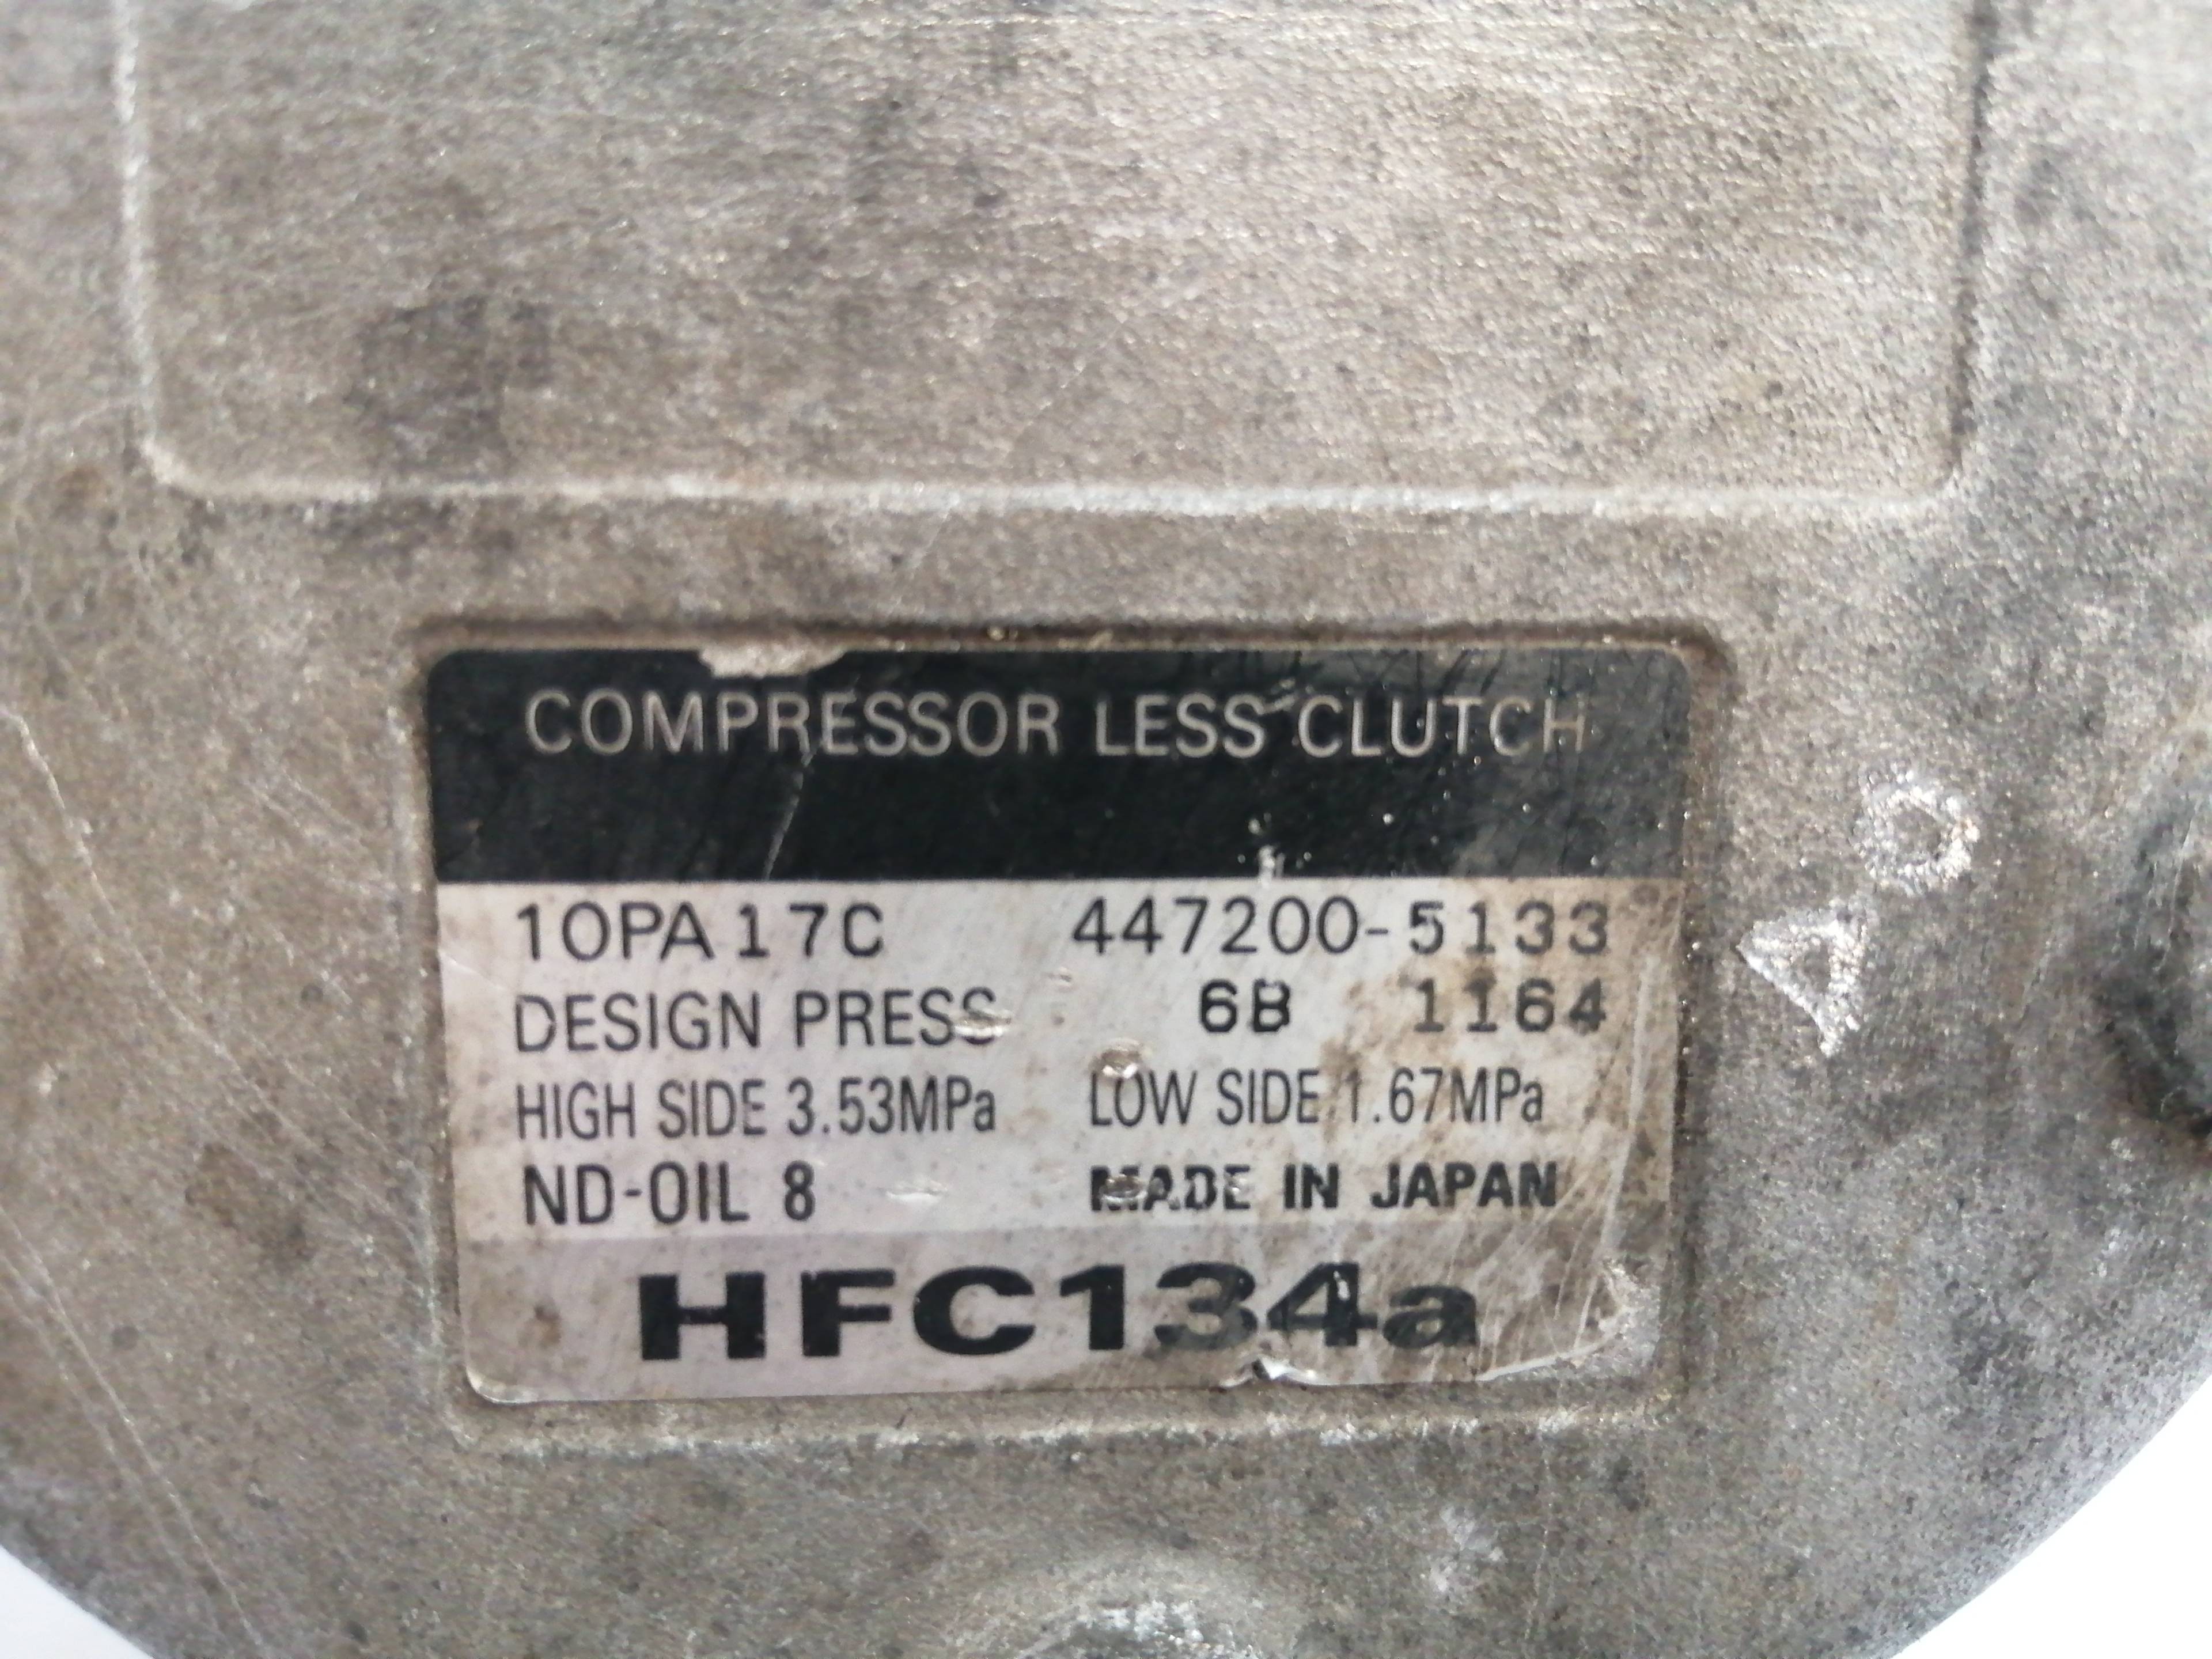 COMPRESSOR LESS CLUTCH
10PA17C 447200-5133
DESIGN PRESS 6B 1164
HIGH SIDE 3.53MPa LOW SIDE 1.67MPa
ND-OIL 8 MADE IN JAPAN
HFC134a